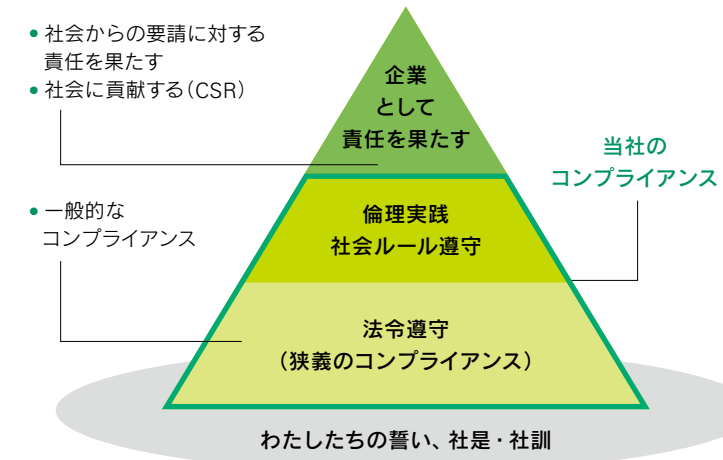 • 社会からの要請に対する
責任を果たす
• 社会に貢献する（CSR）
企業
として
責任を果たす
当社の
コンプライアンス
• 一般的な
コンプライアンス
倫理実践
社会ルール遵守
法令遵守
（狭義のコンプライアンス）
わたしたちの誓い、社是・社訓